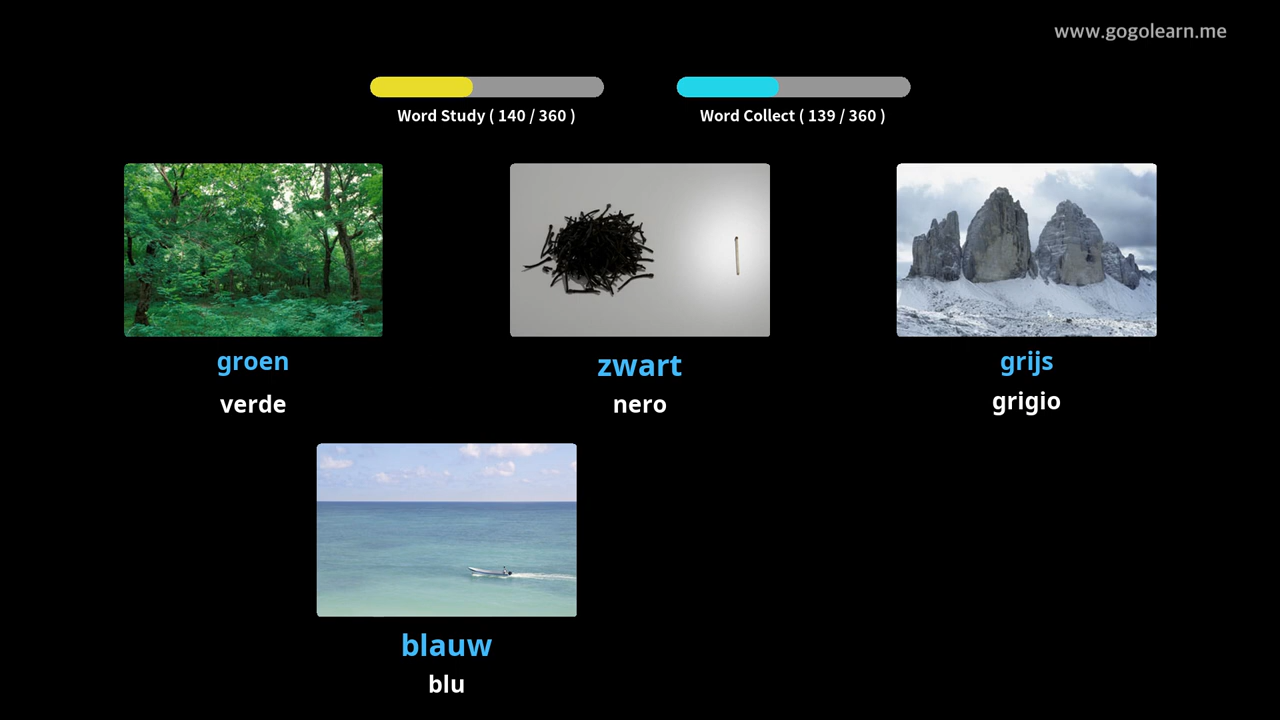 www.gogolearn.me
Word Study ( 140 / 360 )
Word Collect ( 139 / 360 )
groen
verde
zwart
nero
grijs
grigio
blauw
blu